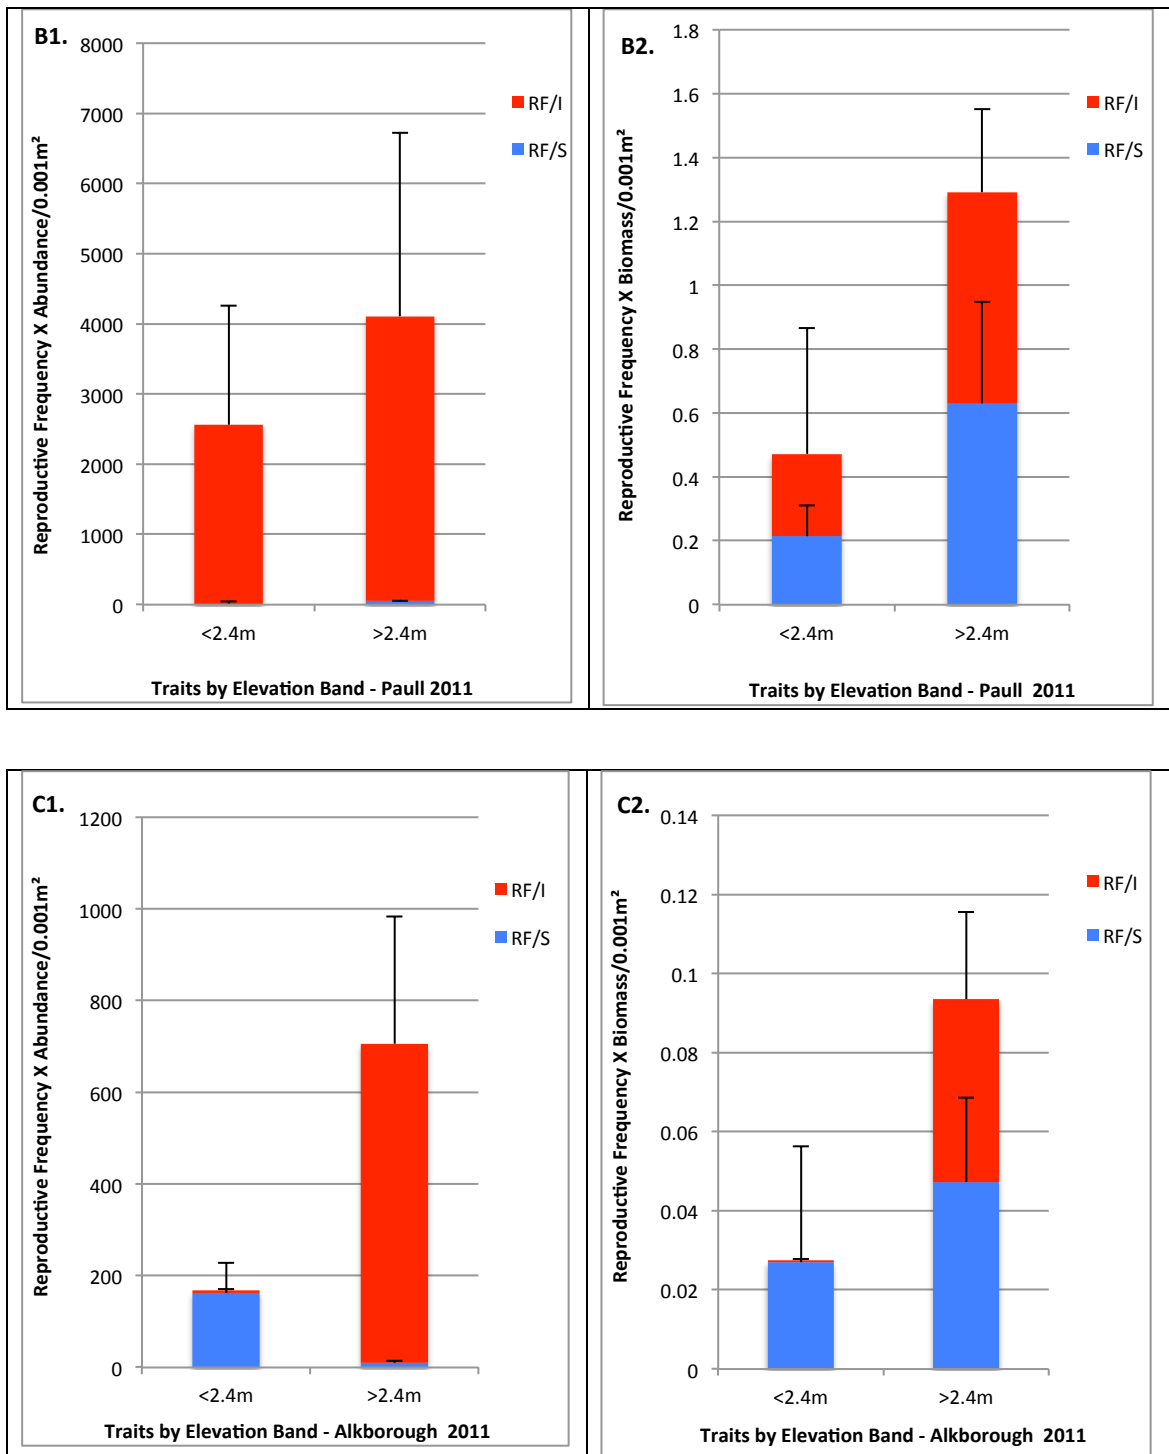 B1.
Reproductive Frequency X Abundance/0.001m²
8000
7000
6000
5000
4000
3000
2000
1000
0
RF/I
RF/S
<2.4m >2.4m
Traits by Elevation Band - Paull 2011
B2.
Reproductive Frequency X Biomass/0.001m²
1.8
1.6
1.4
1.2
1
0.8
0.6
0.4
0.2
0
RF/I
RF/S
<2.4m >2.4m
Traits by Elevation Band - Paull 2011
C1.
Reproductive Frequency X Abundance/0.001m²
1200
1000
800
600
400
200
0
RF/I
RF/S
<2.4m >2.4m
Traits by Elevation Band - Alkborough 2011
C2.
Reproductive Frequency X Biomass/0.001m²
0.14
0.12
0.1
0.08
0.06
0.04
0.02
0
RF/I
RF/S
<2.4m >2.4m
Traits by Elevation Band - Alkborough 2011